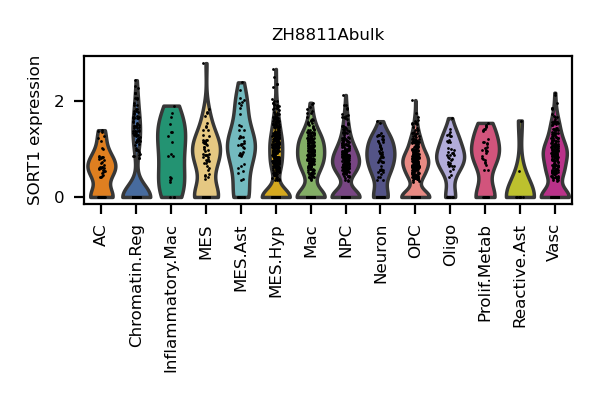 ZH8811Abulk
SORT1 expression
2
0
AC
Chromatin.Reg
Inflammatory.Mac
MES
MES.Ast
MES.Hyp
Mac
NPC
Neuron
OPC
Oligo
Prolif.Metab
Reactive.Ast
Vasc